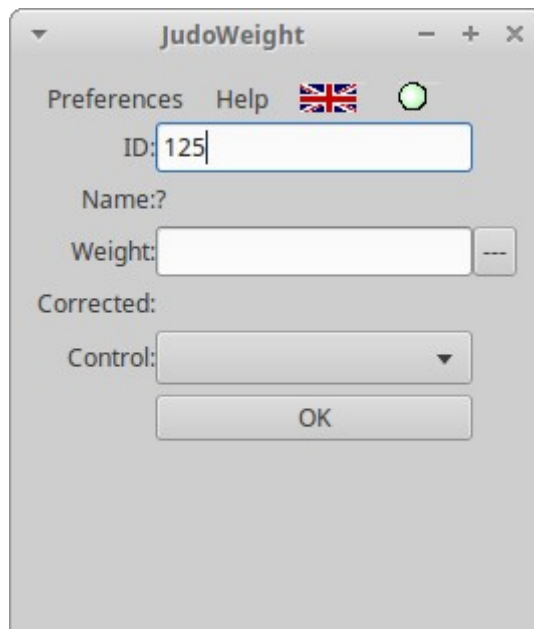 JudoWeight
Preferences Help
ID: 125
Name:?
Weight: ---
Corrected:
Control:
OK